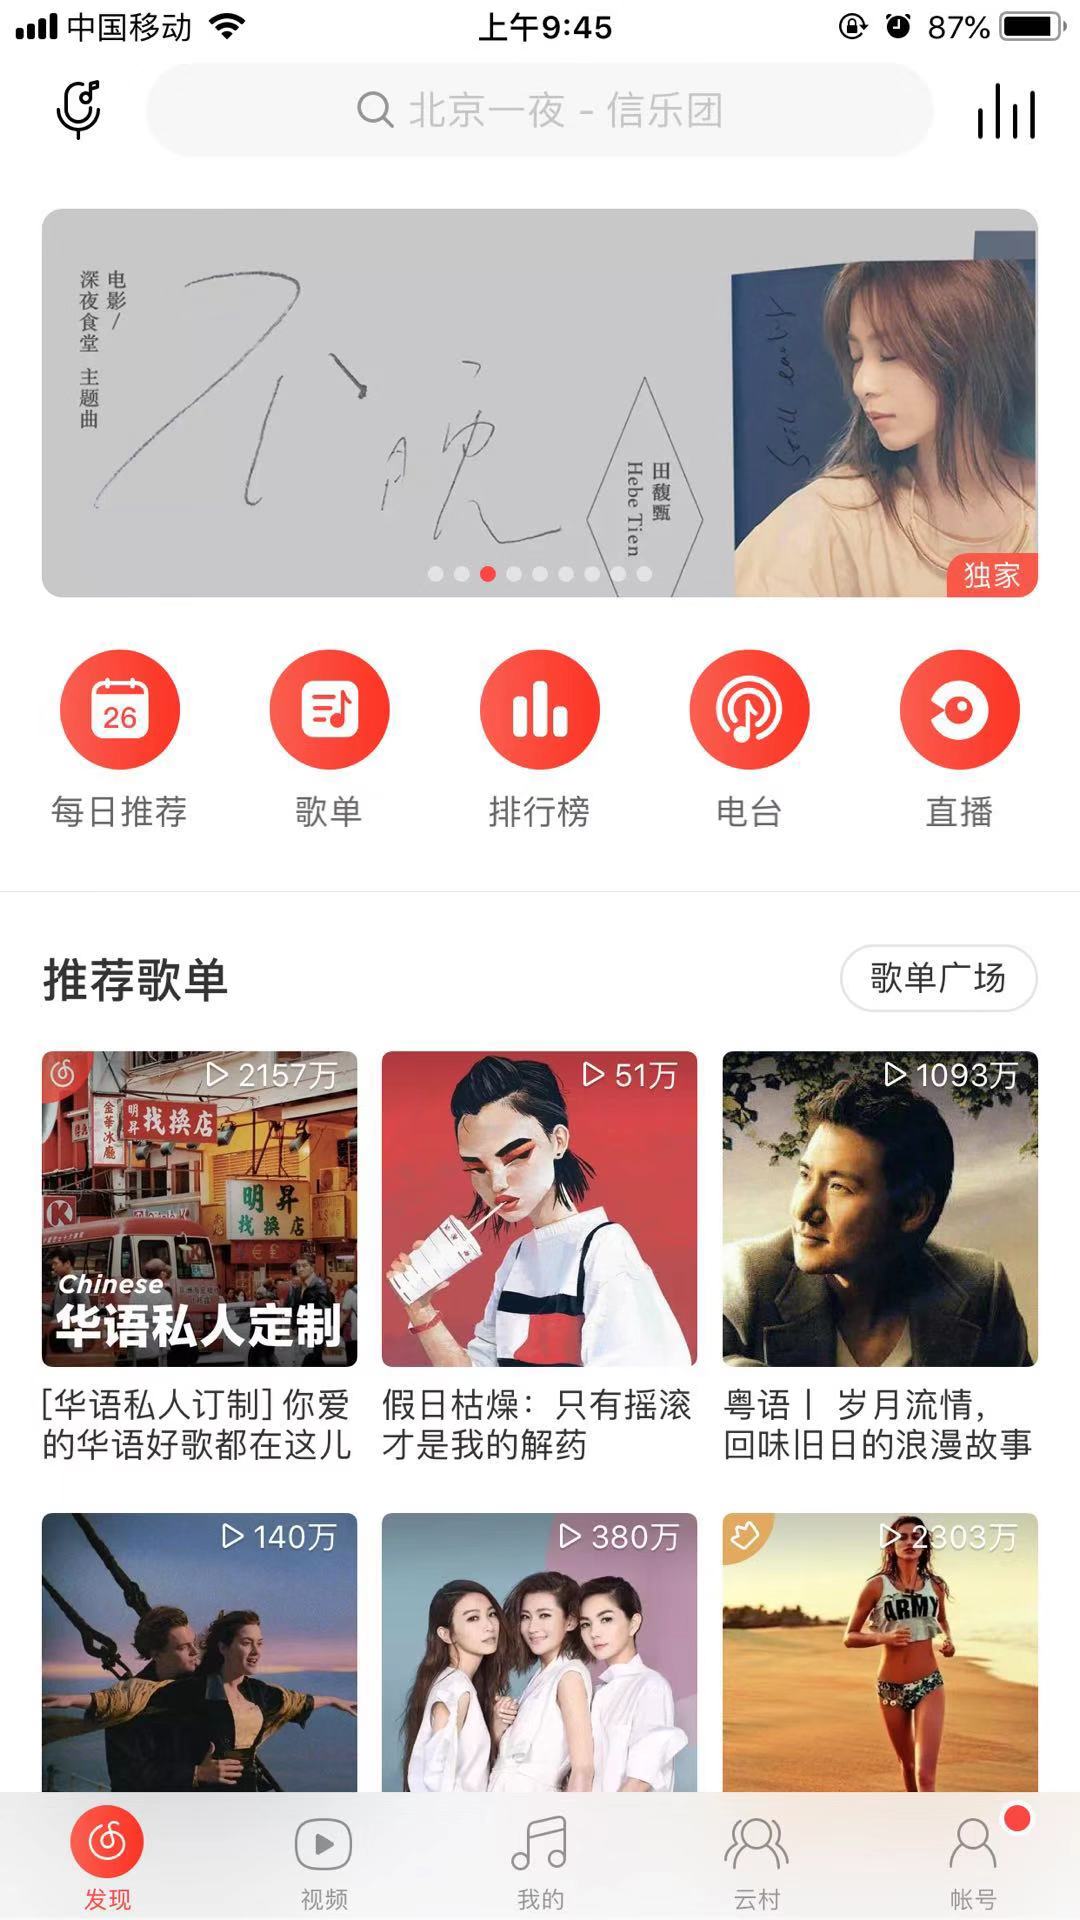 中国移动
上午9:45
87%
北京一夜 - 信乐团
电影/
深夜食堂 主题曲
不晚
田馥甄
Hebe Tien
Still early
独家
26
每日推荐
歌单
排行榜
电台
直播
推荐歌单
歌单广场
2157万
金華冰廳
明昇找換店
明昇
找換店
K
Chinese
华语私人定制
51万
1093万
[华语私人订制] 你爱
的华语好歌都在这儿
假日枯燥：只有摇滚
才是我的解药
粤语丨 岁月流情，
回味旧日的浪漫故事
140万
380万
2303万
ARMY
发现
视频
我的
云村
帐号